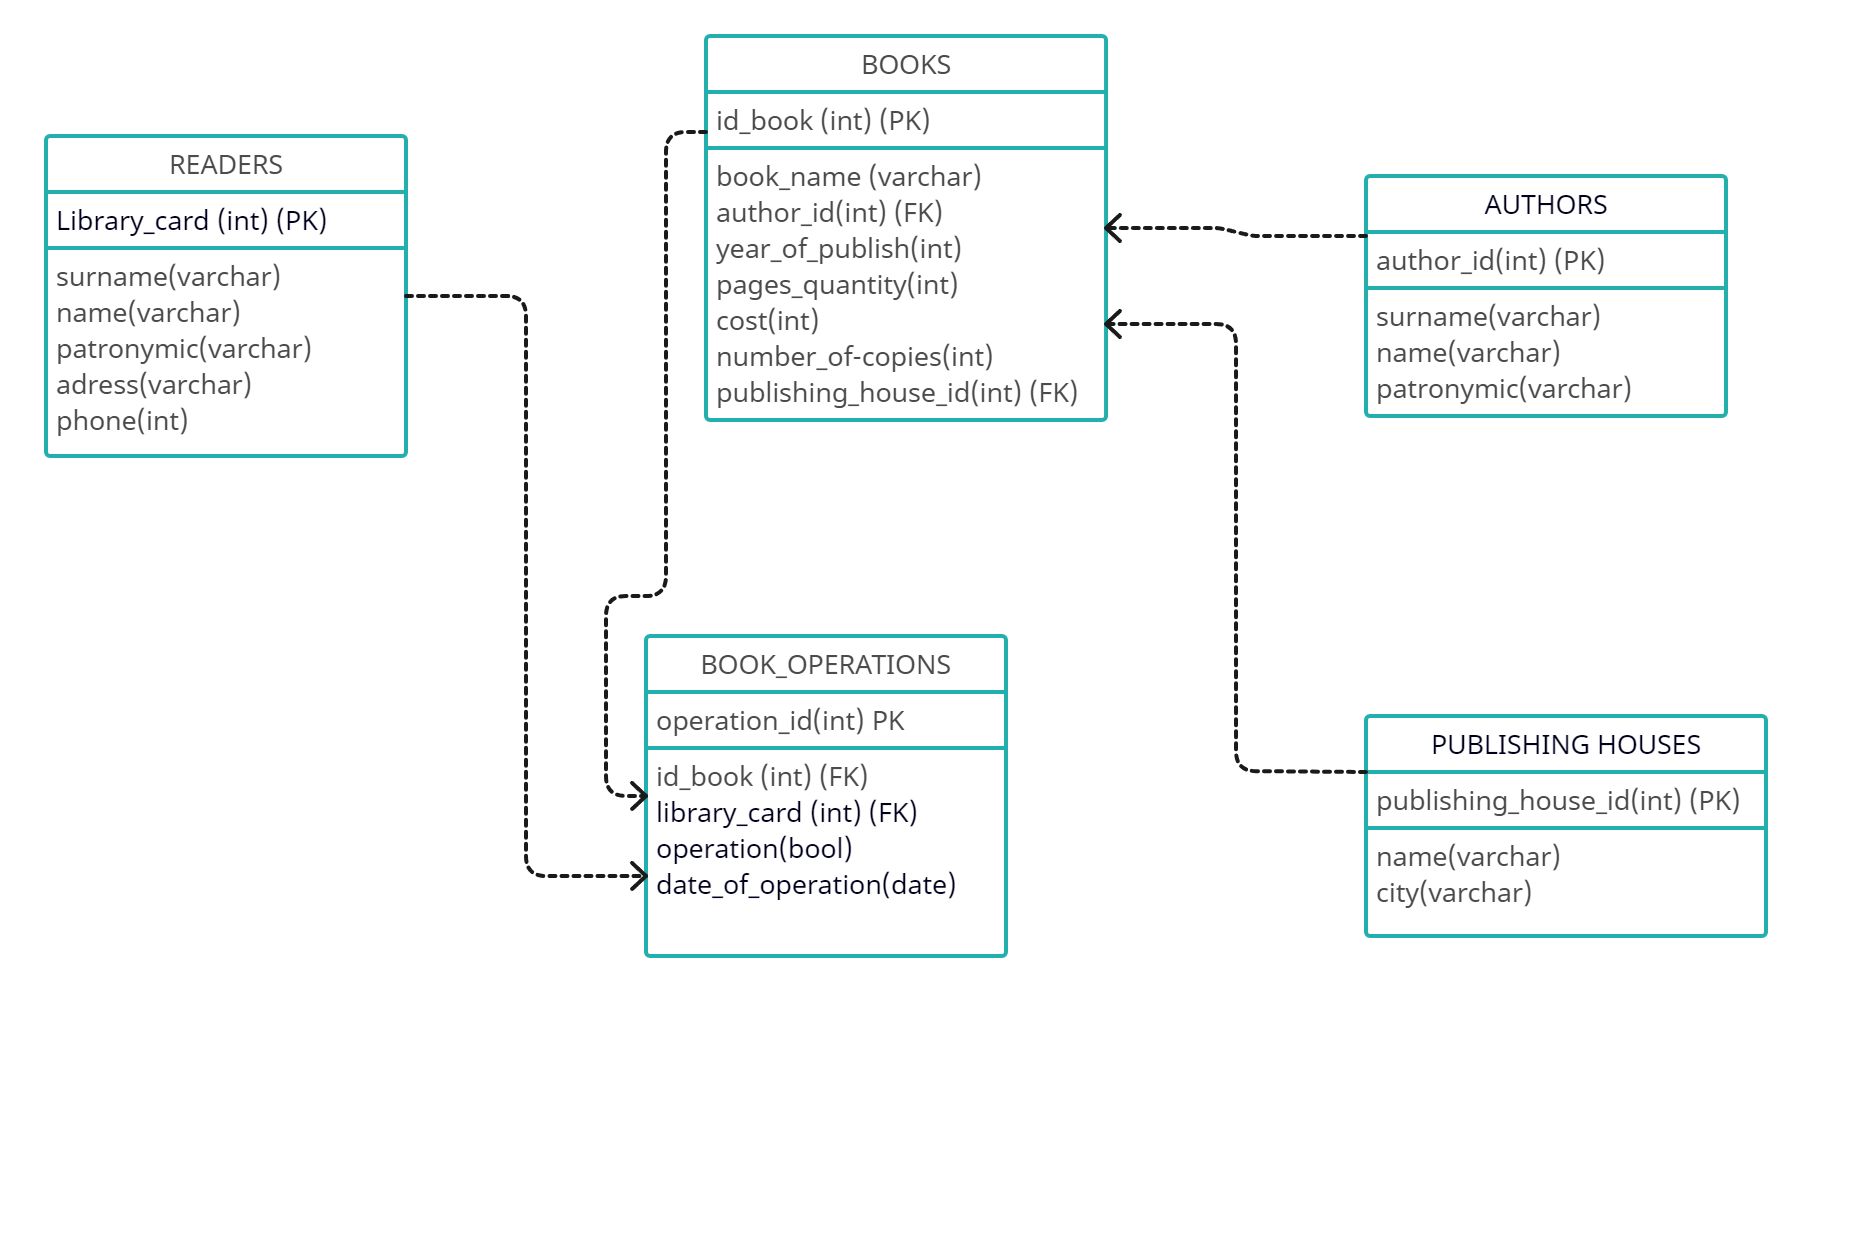 BOOKS
id_book (int) (PK)
book_name (varchar)
author_id(int) (FK)
year_of_publish(int)
pages_quantity(int)
cost(int)
number_of-copies(int)
publishing_house_id(int) (FK)
READERS
Library_card (int) (PK)
surname(varchar)
name(varchar)
patronymic(varchar)
adress(varchar)
phone(int)
AUTHORS
author_id(int) (PK)
surname(varchar)
name(varchar)
patronymic(varchar)
BOOK_OPERATIONS
operation_id(int) PK
id_book (int) (FK)
library_card (int) (FK)
operation(bool)
date_of_operation(date)
PUBLISHING HOUSES
publishing_house_id(int) (PK)
name(varchar)
city(varchar)